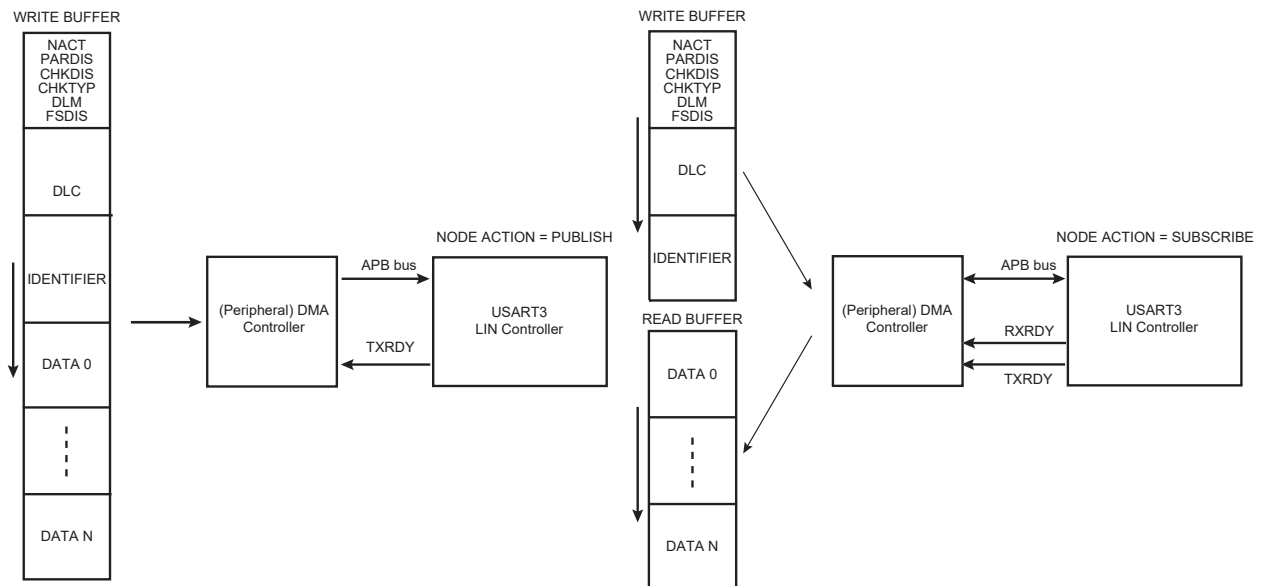 WRITE BUFFER
NACT
PARDIS
CHKDIS
CHKTYP
DLM
FSDIS
DLC
IDENTIFIER
DATA 0
DATA N
(Peripheral) DMA
Controller
APB bus
TXRDY
NODE ACTION = PUBLISH
USART3
LIN Controller
WRITE BUFFER
NACT
PARDIS
CHKDIS
CHKTYP
DLM
FSDIS
DLC
IDENTIFIER
READ BUFFER
DATA 0
DATA N
(Peripheral) DMA
Controller
APB bus
RXRDY
TXRDY
NODE ACTION = SUBSCRIBE
USART3
LIN Controller